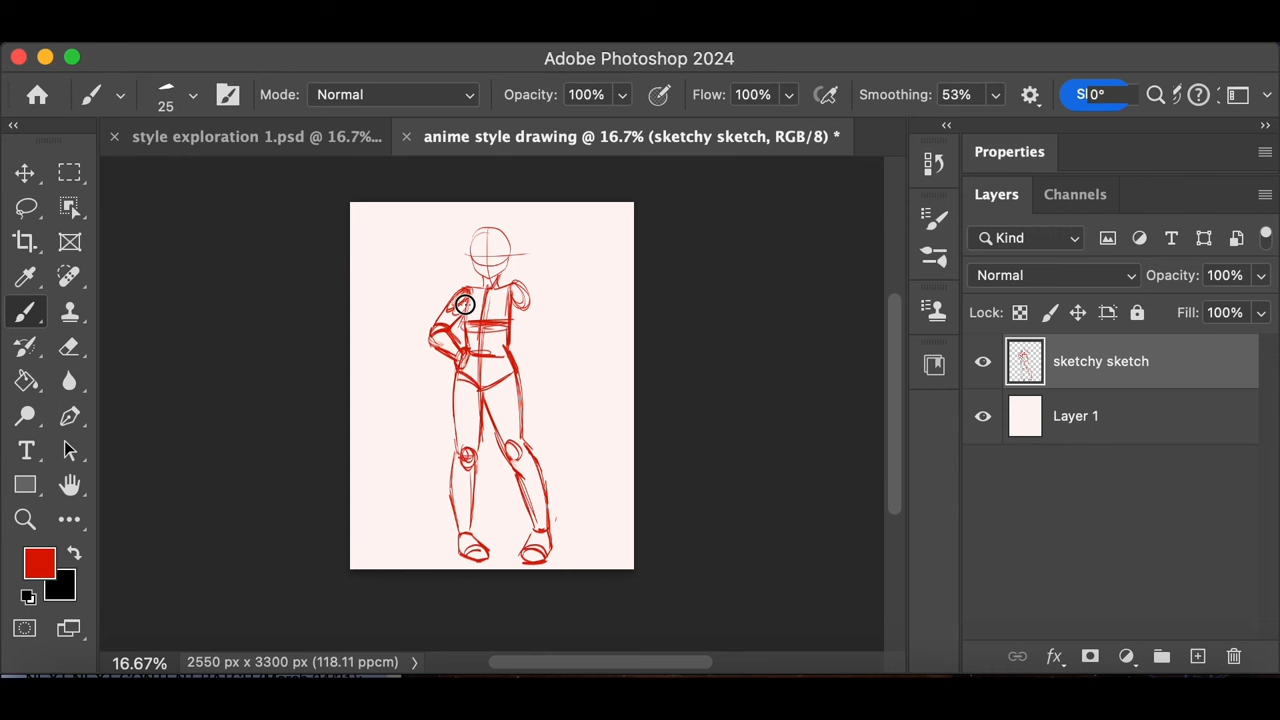 Adobe Photoshop 2024
25 Mode: Normal Opacity: 100% Flow: 100% Smoothing: 53% 0°
style exploration 1.psd @ 16.7%... anime style drawing @ 16.7% (sketchy sketch, RGB/8) *
Properties
Layers Channels
Kind
Normal Opacity: 100%
Lock: Fill: 100%
sketchy sketch
Layer 1
16.67% 2550 px x 3300 px (118.11 ppcm)